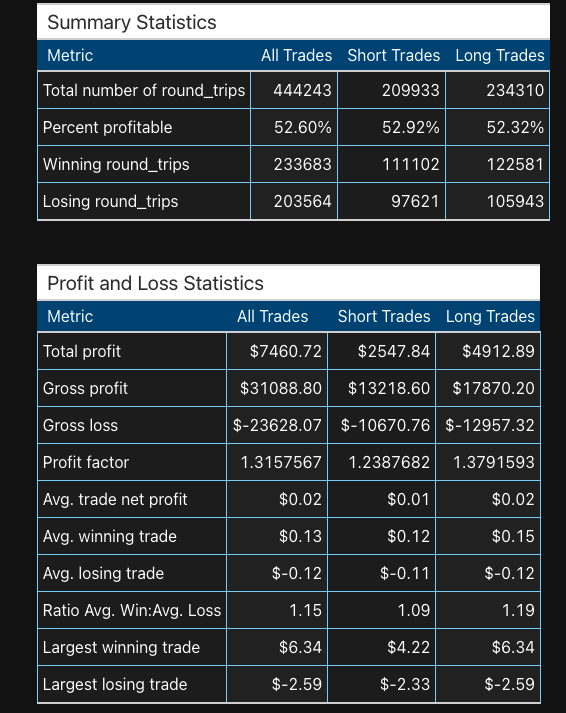 Summary Statistics
Metric All Trades Short Trades Long Trades
Total number of round_trips 444243 209933 234310
Percent profitable 52.60% 52.92% 52.32%
Winning round_trips 233683 111102 122581
Losing round_trips 203564 97621 105943
Profit and Loss Statistics
Metric All Trades Short Trades Long Trades
Total profit $7460.72 $2547.84 $4912.89
Gross profit $31088.80 $13218.60 $17870.20
Gross loss $-23628.07 $-10670.76 $-12957.32
Profit factor 1.3157567 1.2387682 1.3791593
Avg. trade net profit $0.02 $0.01 $0.02
Avg. winning trade $0.13 $0.12 $0.15
Avg. losing trade $-0.12 $-0.11 $-0.12
Ratio Avg. Win:Avg. Loss 1.15 1.09 1.19
Largest winning trade $6.34 $4.22 $6.34
Largest losing trade $-2.59 $-2.33 $-2.59